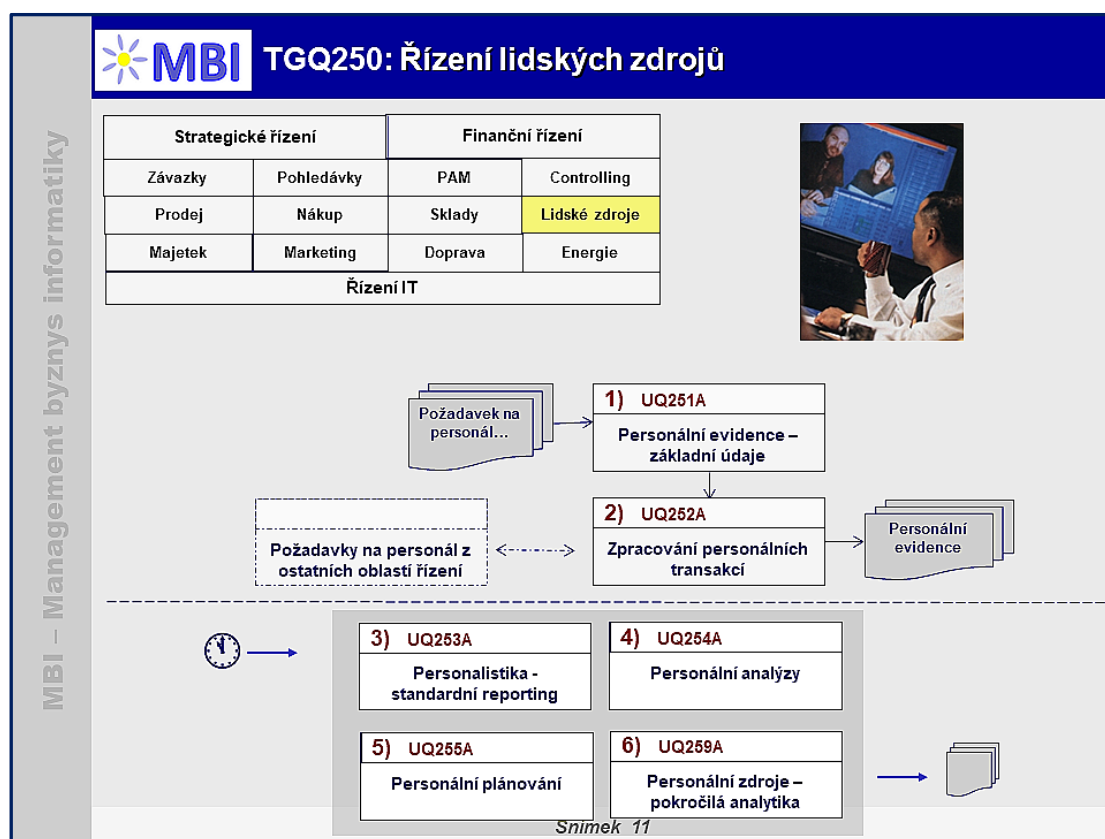 MBI
TGQ250: Řízení lidských zdrojů
MBI – Management byznys informatiky
Strategické řízení
Finanční řízení
Závazky
Pohledávky
PAM
Controlling
Prodej
Nákup
Sklady
Lidské zdroje
Majetek
Marketing
Doprava
Energie
Řízení IT
Požadavek na
personál...
1) UQ251A
Personální evidence –
základní údaje
2) UQ252A
Zpracování personálních
transakcí
Požadavky na personál z
ostatních oblastí řízení
Personální
evidence
3) UQ253A
Personalistika -
standardní reporting
4) UQ254A
Personální analýzy
5) UQ255A
Personální plánování
6) UQ259A
Personální zdroje –
pokročilá analytika
Snímek 11